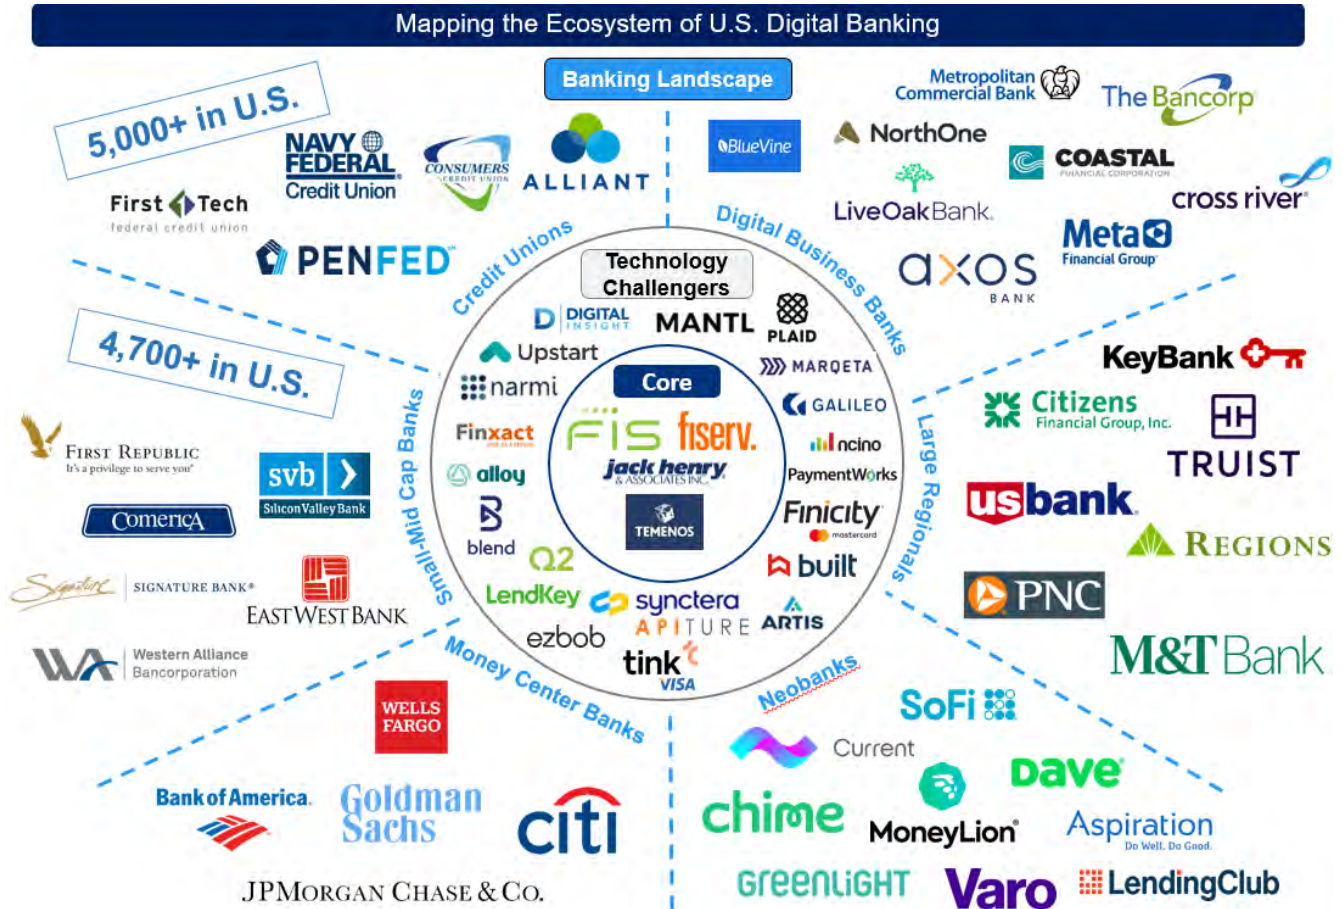 Mapping the Ecosystem of U.S. Digital Banking
Banking Landscape
5,000+ in U.S.
NAVY
FEDERAL
Credit Union
CONSUMERS
CREDIT UNION
ALLIANT
First Tech
federal credit union
PENFED
Credit Unions
BlueVine
Metropolitan
Commercial Bank
The Bancorp
NorthOne
COASTAL
FINANCIAL CORPORATION
LiveOak Bank
cross river
Meta
Financial Group
axos
BANK
Digital Business Banks
Technology
Challengers
DIGITAL
INSIGHT
MANTL
PLAID
Upstart
MARQETA
narmi
GALILEO
Finxact
ncino
alloy
PaymentWorks
blend
Finicity
mastercard
Q2
built
LendKey
synctera
ezbob
APITURE
ARTIS
tink
VISA
Core
FIS
fiserv.
jack henry
& ASSOCIATES INC.
TEMENOS
4,700+ in U.S.
Small-Mid Cap Banks
FIRST REPUBLIC
It's a privilege to serve you®
svb
Silicon Valley Bank
ComericA
Signature
SIGNATURE BANK®
EASTWESTBANK
WA
Western Alliance
Bancorporation
Large Regionals
KeyBank
Citizens
Financial Group, Inc.
TRUIST
usbank
REGIONS
PNC
M&T Bank
Money Center Banks
WELLS
FARGO
Bank of America
Goldman
Sachs
citi
JPMORGAN CHASE & CO.
Neobanks
SoFi
Current
Dave
chime
MoneyLion
Aspiration
Do Well. Do Good.
GREENLiGHT
Varo
LendingClub